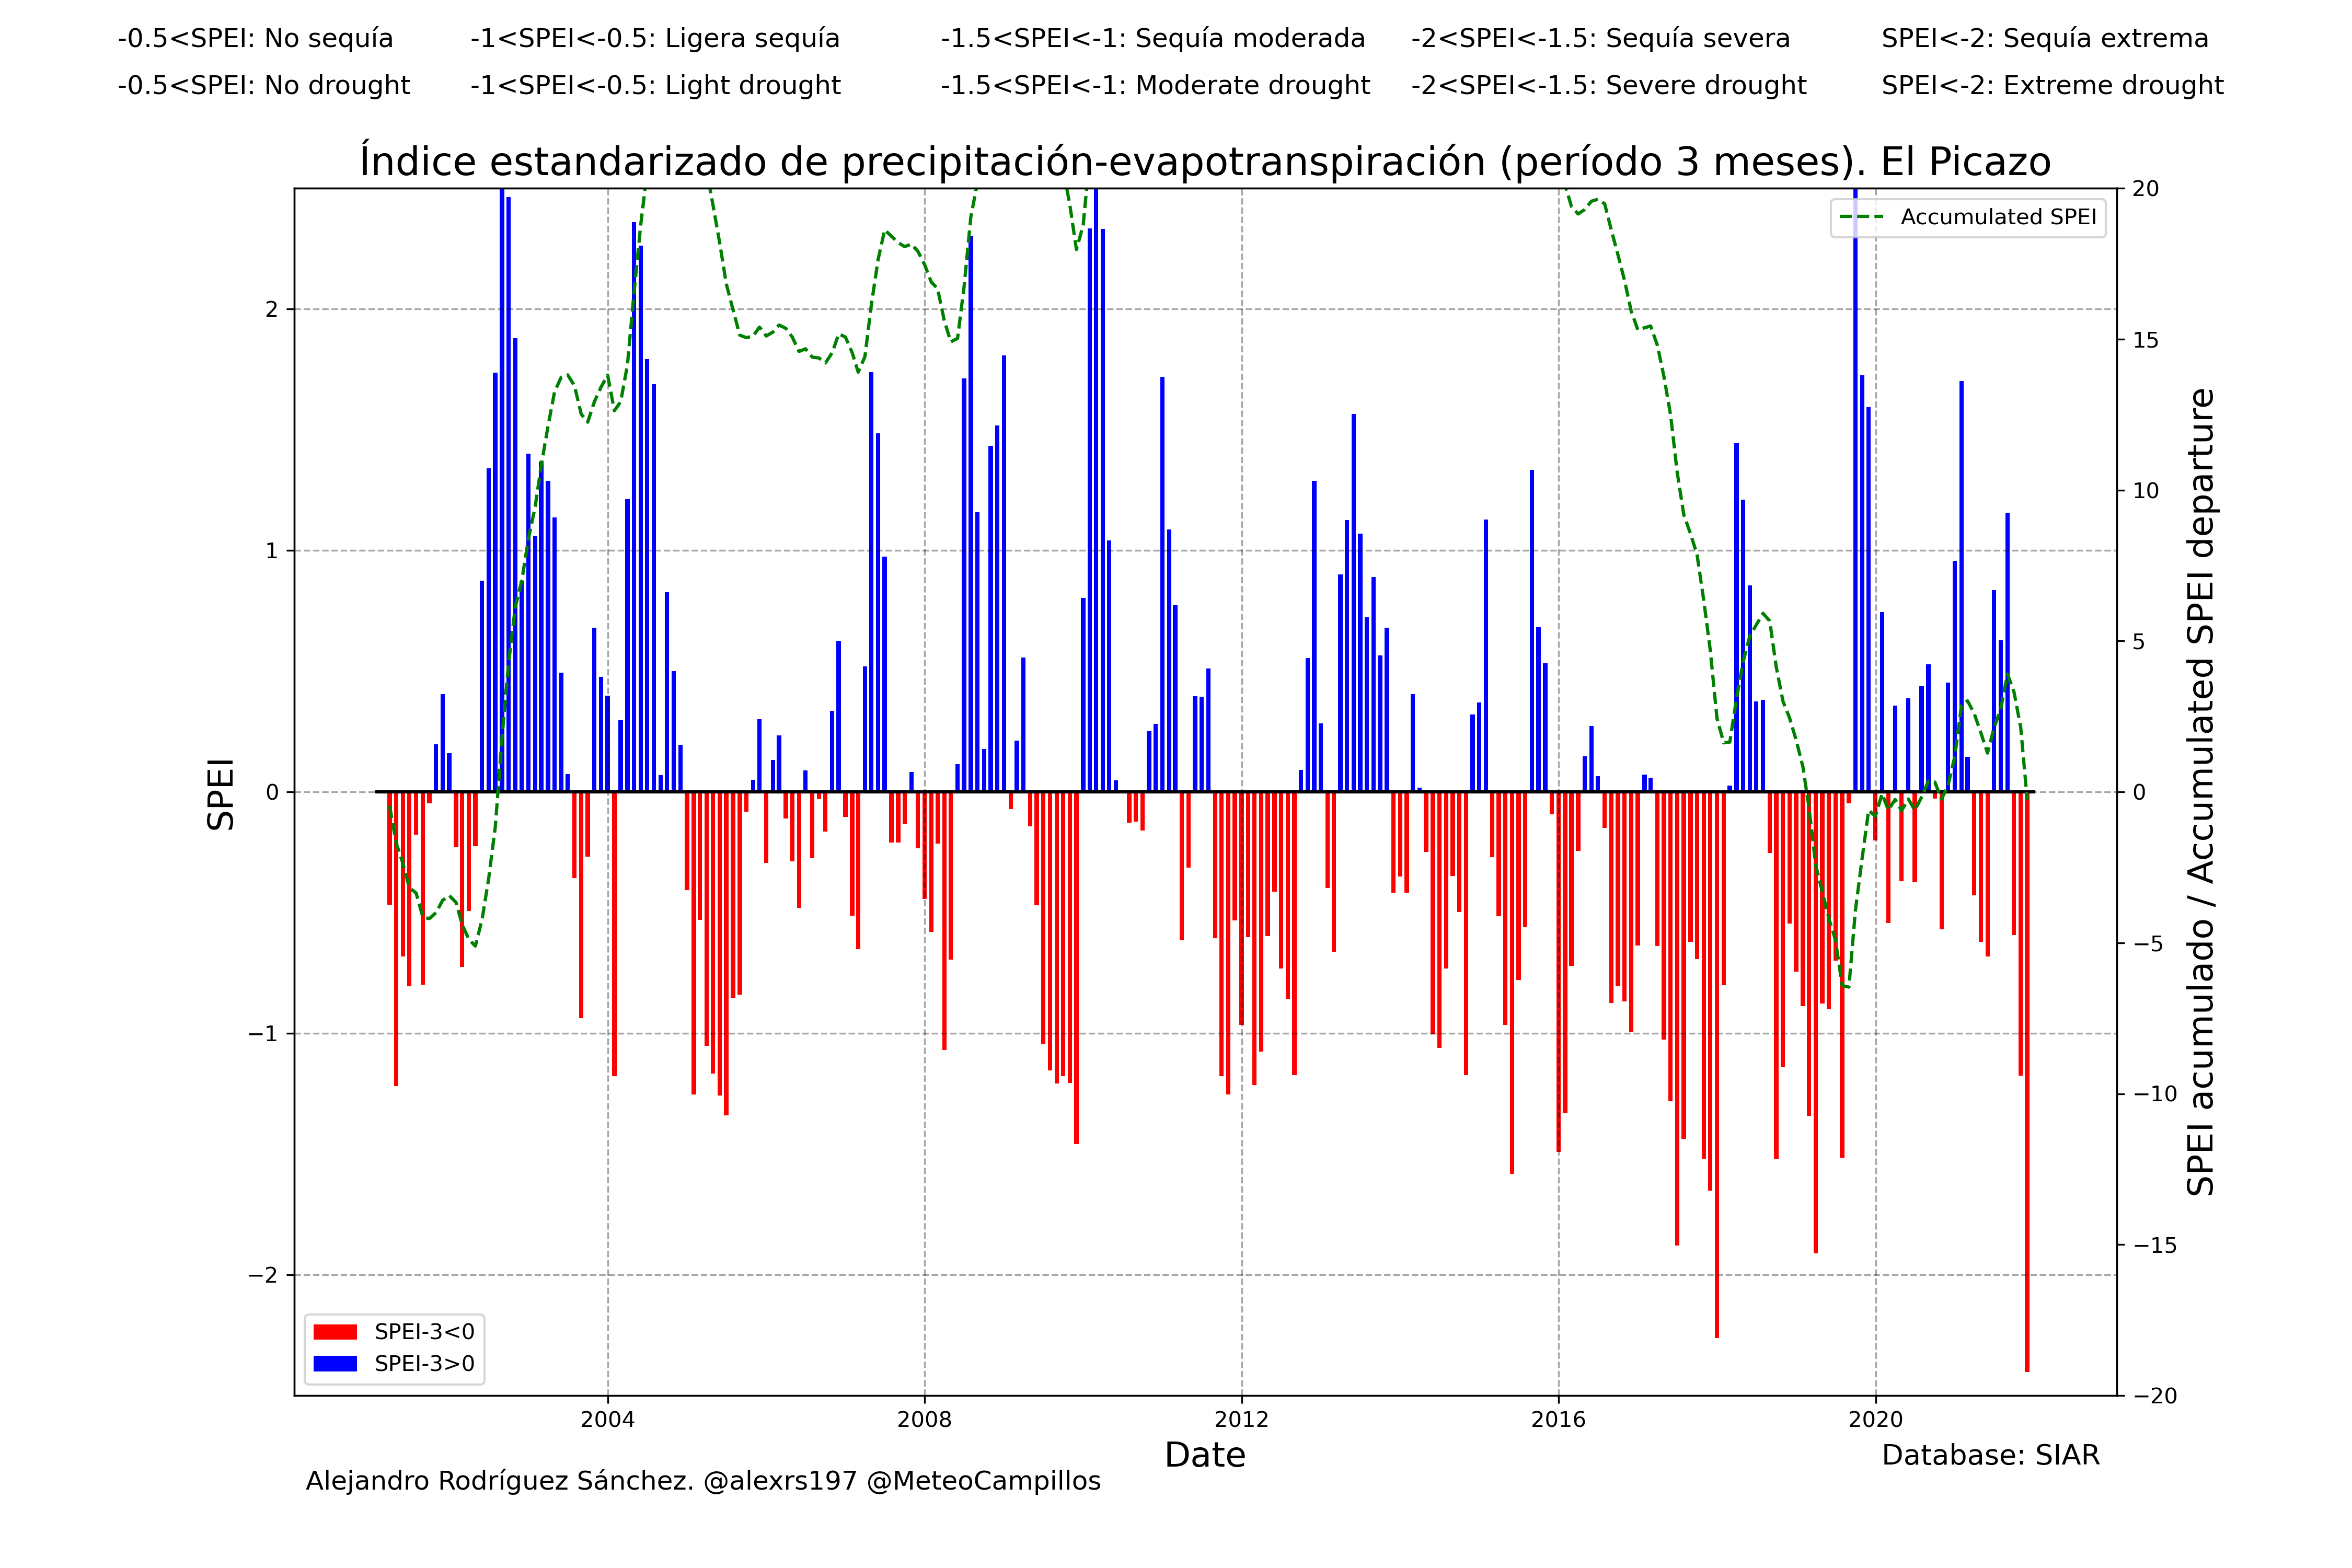 -0.5<SPEI: No sequía -1<SPEI<-0.5: Ligera sequía -1.5<SPEI<-1: Sequía moderada -2<SPEI<-1.5: Sequía severa SPEI<-2: Sequía extrema
-0.5<SPEI: No drought -1<SPEI<-0.5: Light drought -1.5<SPEI<-1: Moderate drought -2<SPEI<-1.5: Severe drought SPEI<-2: Extreme drought
Índice estandarizado de precipitación-evapotranspiración (período 3 meses). El Picazo
SPEI
2
1
0
−1
−2
Accumulated SPEI
20
15
10
5
0
−5
−10
−15
−20
SPEI acumulado / Accumulated SPEI departure
SPEI-3<0
SPEI-3>0
2004 2008 2012 2016 2020
Date
Database: SIAR
Alejandro Rodríguez Sánchez. @alexrs197 @MeteoCampillos